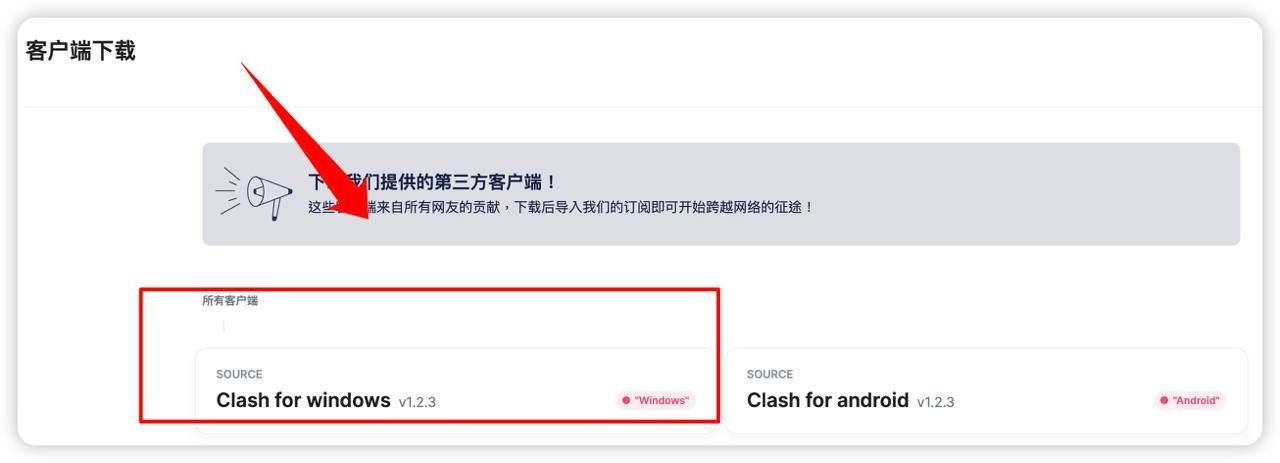 客户端下载
下我们提供的第三方客户端！
这些端来自所有网友的贡献，下载后导入我们的订阅即可开始跨越网络的征途！
所有客户端
SOURCE
Clash for windows v1.2.3
"Windows"
SOURCE
Clash for android v1.2.3
"Android"